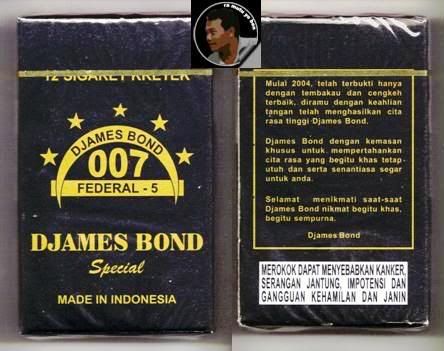 ra mutu yo ben
12 SIGARET KRETEK
DJAMES BOND
007
FEDERAL - 5
DJAMES BOND
Special
MADE IN INDONESIA
Mulai 2004, telah terbukti hanya
dengan tembakau dan cengkeh
terbaik, diramu dengan keahlian
tangan telah menghasilkan cita
rasa tinggi Djames Bond.
Djames Bond dengan kemasan
khusus untuk mempertahankan
cita rasa yang begitu khas tetap
utuh dan serta senantiasa segar
untuk anda.
Selamat menikmati saat-saat
Djames Bond nikmat begitu khas,
begitu sempurna.
Djames Bond
MEROKOK DAPAT MENYEBABKAN KANKER,
SERANGAN JANTUNG, IMPOTENSI DAN
GANGGUAN KEHAMILAN DAN JANIN